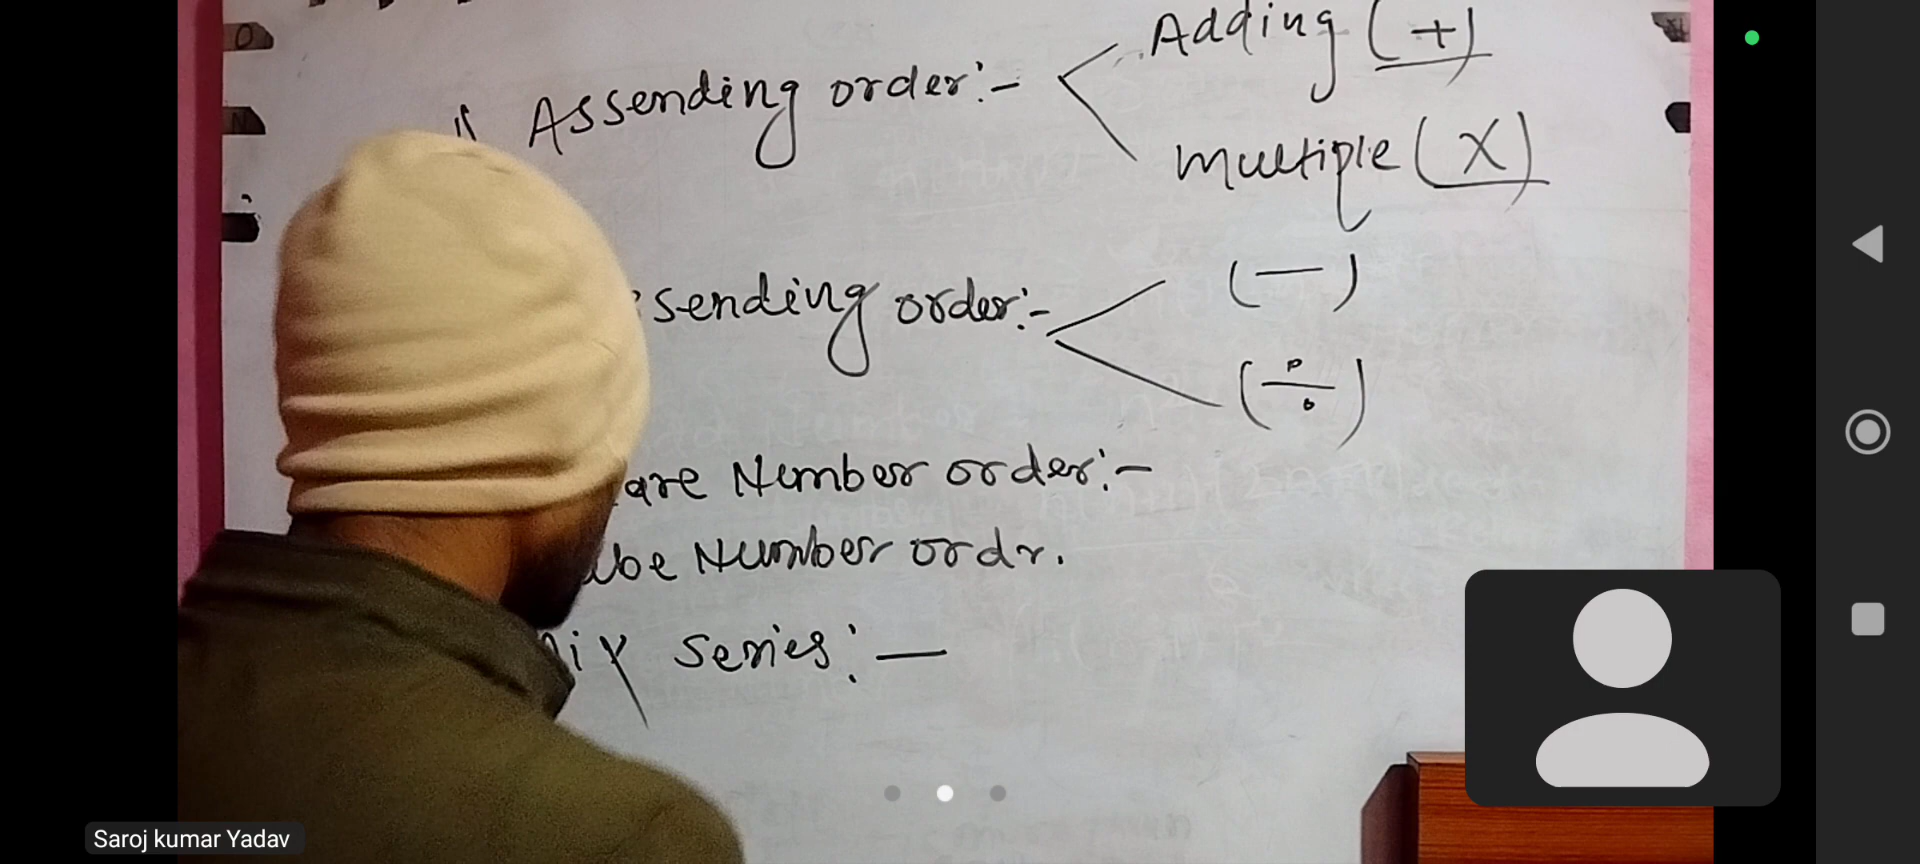 Assending order:- Adding (+)
multiple (X)
sending order:- (—)
(÷)
are Number order:-
be Number ordr.
series:—
Saroj kumar Yadav